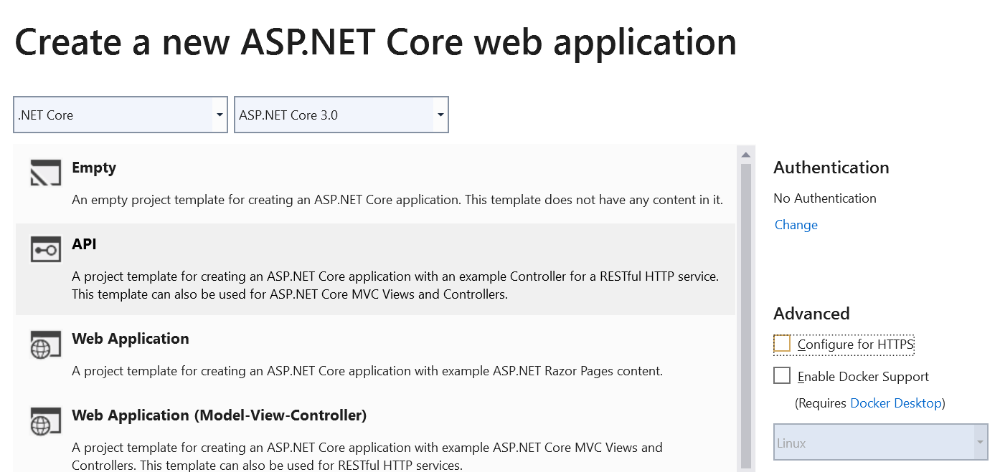 Create a new ASP.NET Core web application
.NET Core
ASP.NET Core 3.0
Empty
An empty project template for creating an ASP.NET Core application. This template does not have any content in it.
API
A project template for creating an ASP.NET Core application with an example Controller for a RESTful HTTP service.
This template can also be used for ASP.NET Core MVC Views and Controllers.
Web Application
A project template for creating an ASP.NET Core application with example ASP.NET Razor Pages content.
Web Application (Model-View-Controller)
A project template for creating an ASP.NET Core application with example ASP.NET Core MVC Views and
Controllers. This template can also be used for RESTful HTTP services.
Authentication
No Authentication
Change
Advanced
Configure for HTTPS
Enable Docker Support
(Requires Docker Desktop)
Linux